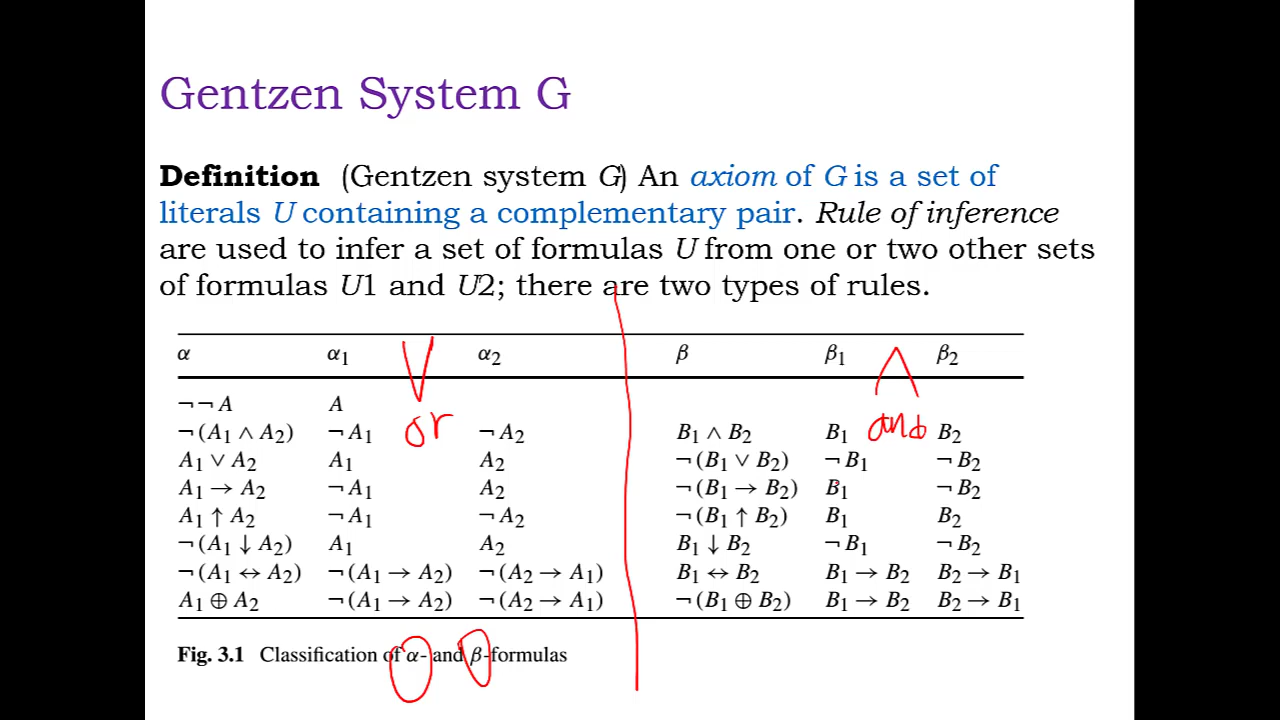 Gentzen System G
Definition (Gentzen system G) An axiom of G is a set of
literals U containing a complementary pair. Rule of inference
are used to infer a set of formulas U from one or two other sets
of formulas U1 and U2; there are two types of rules.
α α₁ ∨ α₂ β β₁ ∧ β₂
¬¬A A
¬(A₁ ∧ A₂) ¬A₁ or ¬A₂ B₁ ∧ B₂ B₁ and B₂
A₁ ∨ A₂ A₁ A₂ ¬(B₁ ∨ B₂) ¬B₁ ¬B₂
A₁ → A₂ ¬A₁ A₂ ¬(B₁ → B₂) B₁ ¬B₂
A₁ ↑ A₂ ¬A₁ ¬A₂ ¬(B₁ ↑ B₂) B₁ B₂
¬(A₁ ↓ A₂) A₁ A₂ B₁ ↓ B₂ ¬B₁ ¬B₂
¬(A₁ ↔ A₂) ¬(A₁ → A₂) ¬(A₂ → A₁) B₁ ↔ B₂ B₁ → B₂ B₂ → B₁
A₁ ⊕ A₂ ¬(A₁ → A₂) ¬(A₂ → A₁) ¬(B₁ ⊕ B₂) B₁ → B₂ B₂ → B₁
Fig. 3.1 Classification of α- and β-formulas